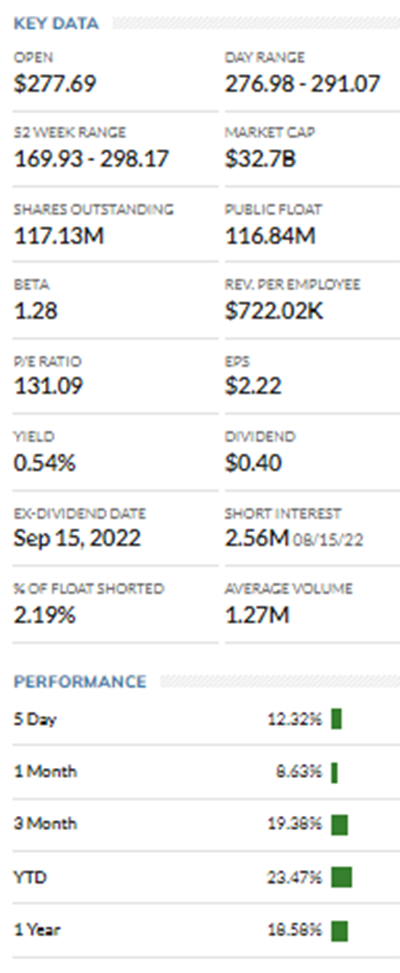 KEY DATA
OPEN DAY RANGE
$277.69 276.98 - 291.07
52 WEEK RANGE MARKET CAP
169.93 - 298.17 $32.7B
SHARES OUTSTANDING PUBLIC FLOAT
117.13M 116.84M
BETA REV. PER EMPLOYEE
1.28 $722.02K
P/E RATIO EPS
131.09 $2.22
YIELD DIVIDEND
0.54% $0.40
EX-DIVIDEND DATE SHORT INTEREST
Sep 15, 2022 2.56M 08/15/22
% OF FLOAT SHORTED AVERAGE VOLUME
2.19% 1.27M
PERFORMANCE
5 Day 12.32%
1 Month 8.63%
3 Month 19.38%
YTD 23.47%
1 Year 18.58%